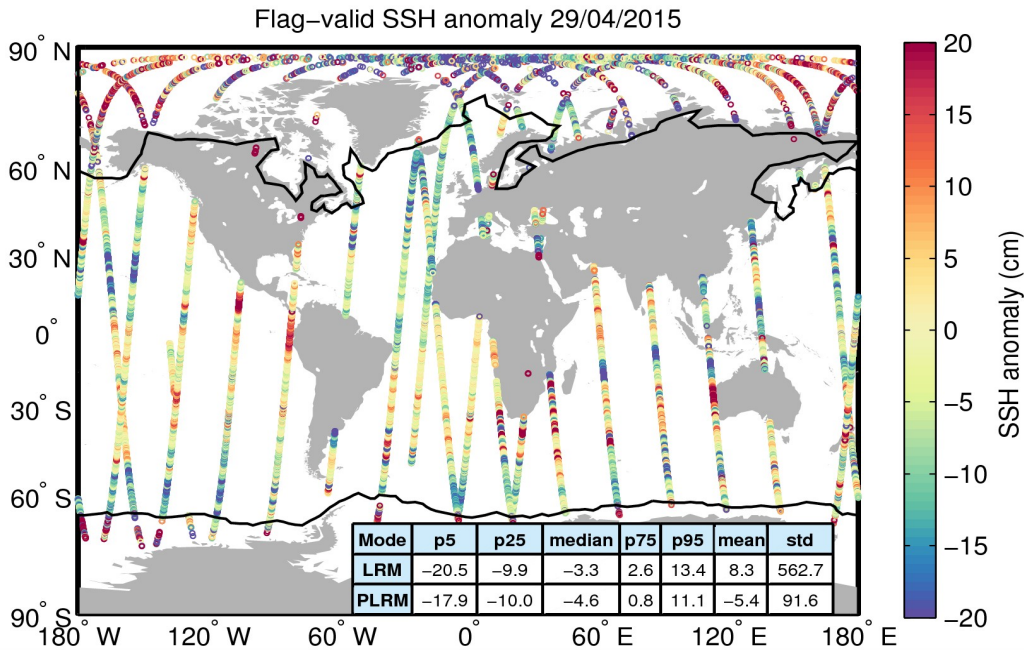 Flag−valid SSH anomaly 29/04/2015
90° N
60° N
30° N
0°
30° S
60° S
90° S
180° W 120° W 60° W 0° 60° E 120° E 180° E
20
15
10
5
0
−5
−10
−15
−20
SSH anomaly (cm)
Mode p5 p25 median p75 p95 mean std
LRM −20.5 −9.9 −3.3 2.6 13.4 8.3 562.7
PLRM −17.9 −10.0 −4.6 0.8 11.1 −5.4 91.6